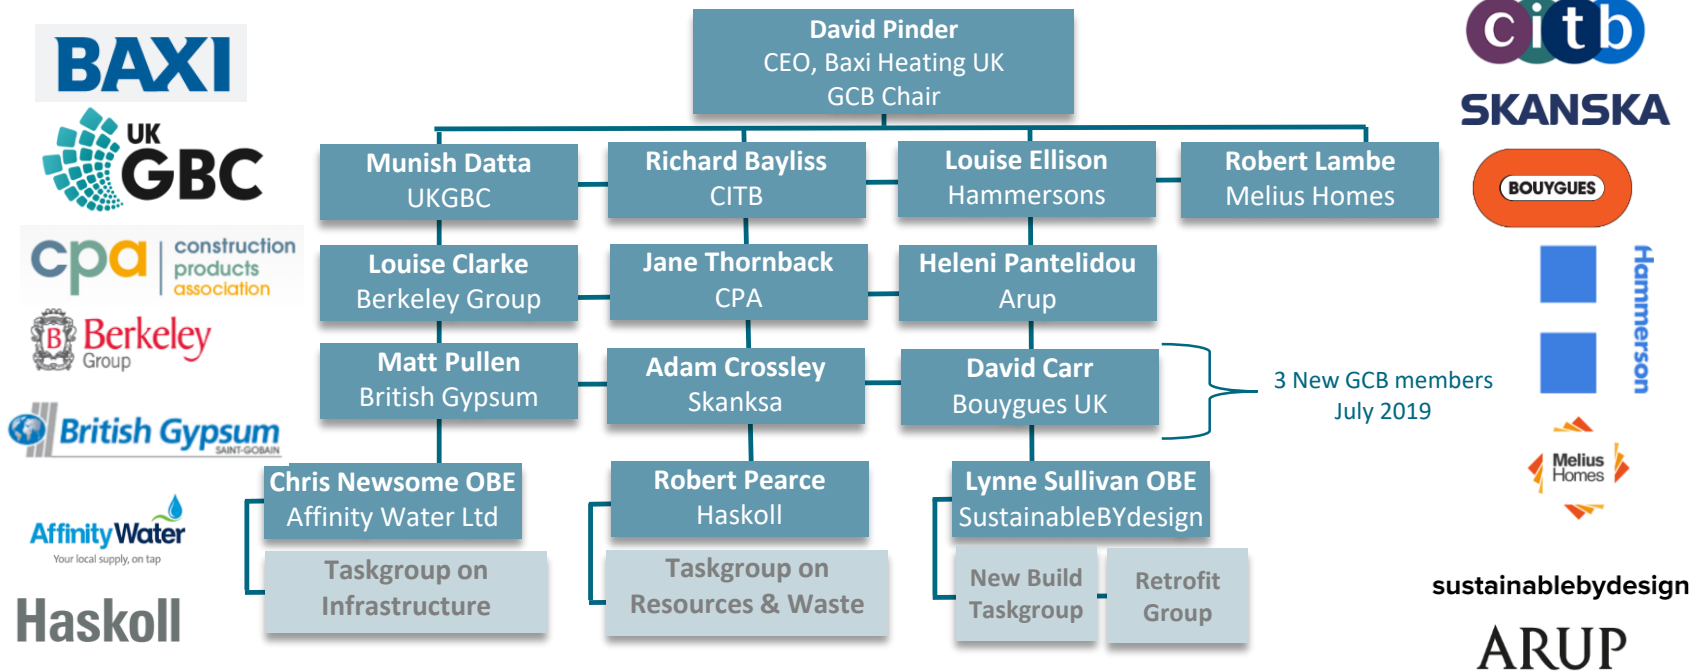 David Pinder
CEO, Baxi Heating UK
GCB Chair
Munish Datta
UKGBC
Richard Bayliss
CITB
Louise Ellison
Hammersons
Robert Lambe
Melius Homes
Louise Clarke
Berkeley Group
Jane Thornback
CPA
Heleni Pantelidou
Arup
Matt Pullen
British Gypsum
Adam Crossley
Skanksa
David Carr
Bouygues UK
3 New GCB members
July 2019
Chris Newsome OBE
Affinity Water Ltd
Robert Pearce
Haskoll
Lynne Sullivan OBE
SustainableBYdesign
Taskgroup on
Infrastructure
Taskgroup on
Resources & Waste
New Build
Taskgroup
Retrofit
Group
BAXI
UK
GBC
cpa
construction
products
association
B
Berkeley
Group
British Gypsum
SAINT-GOBAIN
AffinityWater
Your local supply, on tap
Haskoll
citb
SKANSKA
BOUYGUES
Hammerson
Melius
Homes
sustainablebydesign
ARUP